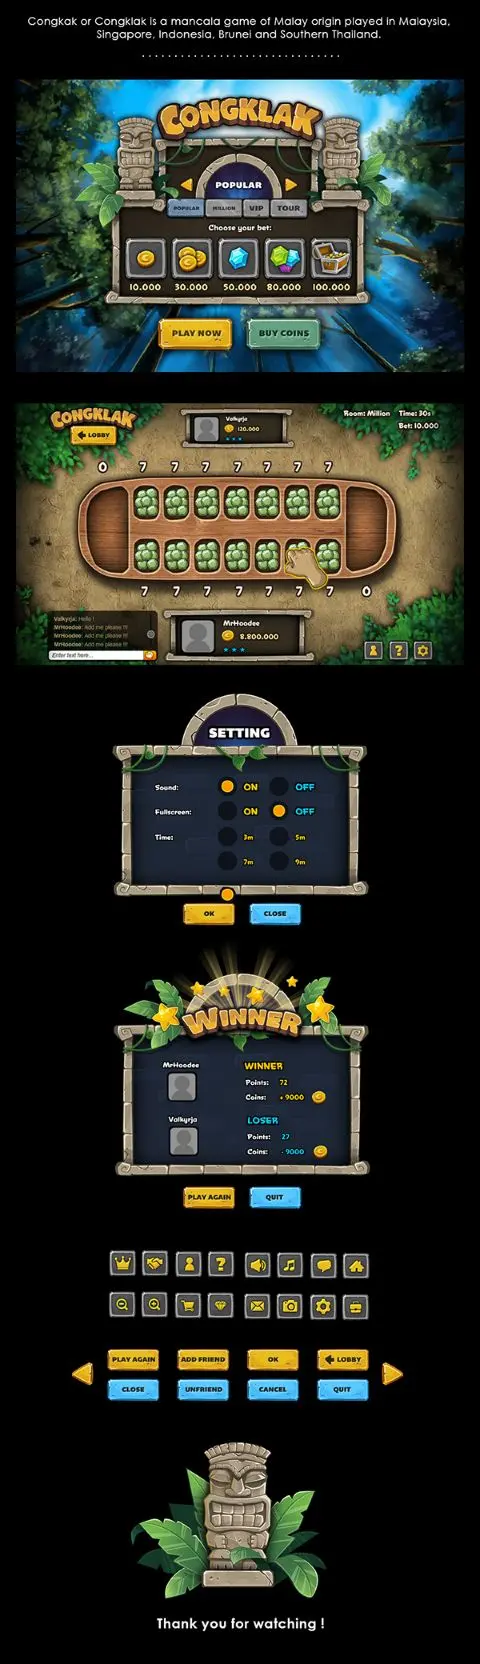 Congkak or Congklak is a mancala game of Malay origin played in Malaysia,
Singapore, Indonesia, Brunei and Southern Thailand.
CONGKLAK
POPULAR
POPULAR MILLION VIP TOUR
Choose your bet:
10.000 30.000 50.000 80.000 100.000
PLAY NOW BUY COINS
CONGKLAK
LOBBY
Valkyrja
120.000
Room: Million Time: 30s
Bet: 10.000
0 7 7 7 7 7 7 7
7 7 7 7 7 7 7 0
Valkyrja: Hello !
MrHoodee: Add me please !!!
MrHoodee: Add me please !!!
MrHoodee: Add me please !!!
Enter text here...
MrHoodee
8.800.000
?
SETTING
Sound: ON OFF
Fullscreen: ON OFF
Time: 3m 5m
7m 9m
OK CLOSE
WINNER
MrHoodee WINNER
Points: 72
Coins: +9000
Valkyrja LOSER
Points: 27
Coins: -9000
PLAY AGAIN QUIT
?
PLAY AGAIN ADD FRIEND OK LOBBY
CLOSE UNFRIEND CANCEL QUIT
Thank you for watching !